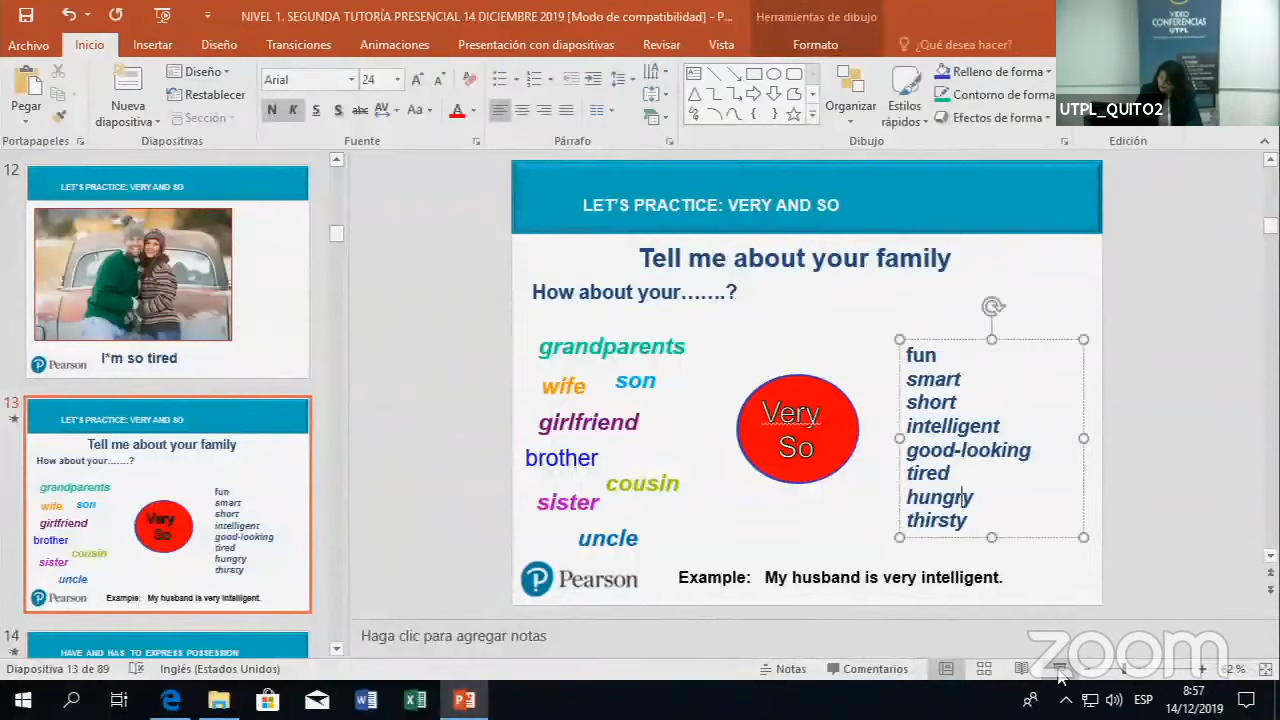 NIVEL 1. SEGUNDA TUTORÍA PRESENCIAL 14 DICIEMBRE 2019 [Modo de compatibilidad] - P...
Herramientas de dibujo
Archivo
Inicio
Insertar
Diseño
Transiciones
Animaciones
Presentación con diapositivas
Revisar
Vista
Formato
¿Qué desea hacer?
VIDEO
CONFERENCIAS
UTPL
UTPL_QUITO2
Pegar
Portapapeles
Nueva
diapositiva
Diseño
Restablecer
Sección
Diapositivas
Arial
24
N K S S abc AV Aa A
Fuente
Párrafo
Organizar
Estilos
rápidos
Relleno de forma
Contorno de forma
Efectos de forma
Dibujo
Edición
12
LET'S PRACTICE: VERY AND SO
Pearson
I*m so tired
13
LET'S PRACTICE: VERY AND SO
Tell me about your family
How about your.......?
grandparents
wife son
girlfriend
brother
cousin
sister
uncle
Very
So
fun
smart
short
intelligent
good-looking
tired
hungry
thirsty
Pearson
Example: My husband is very intelligent.
14
HAVE AND HAS TO EXPRESS POSSESSION
LET'S PRACTICE: VERY AND SO
Tell me about your family
How about your…….?
grandparents
wife son
girlfriend
brother
cousin
sister
uncle
Very
So
fun
smart
short
intelligent
good-looking
tired
hungry
thirsty
Pearson
Example: My husband is very intelligent.
Haga clic para agregar notas
zoom
Diapositiva 13 de 89
Inglés (Estados Unidos)
Notas
Comentarios
62 %
ESP
8:57
14/12/2019